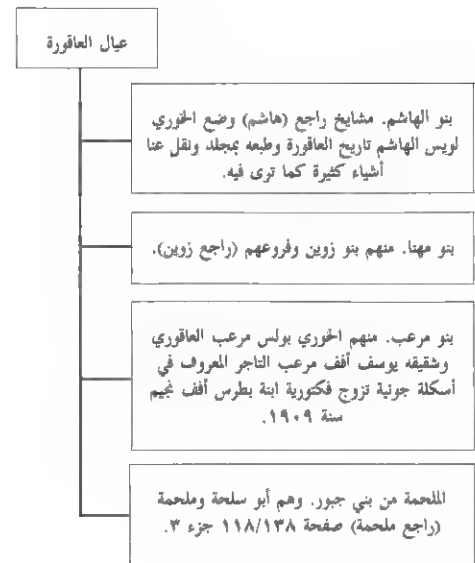 عيال العاقورة
بنو الهاشم. مشايخ راجع (هاشم) وضع الخوري
لويس الهاشم تاريخ العاقورة وطبعه بمجلد ونقل عنا
أشياء كثيرة كما ترى فيه.
بنو مهنا. منهم بنو زوين وفروعهم (راجع زوين).
بنو مرعب. منهم الخوري بولس مرعب العاقوري
وشقيقه يوسف أفف مرعب التاجر المعروف في
أسكلة جونية تزوج فكتورية ابنة بطرس أفف نجيم
سنة ١٩٠٩.
الملحمة من بني جبور. وهم أبو سلحة وملحمة
(راجع ملحمة) صفحة ١١٨/١٣٨ جزء ٣.